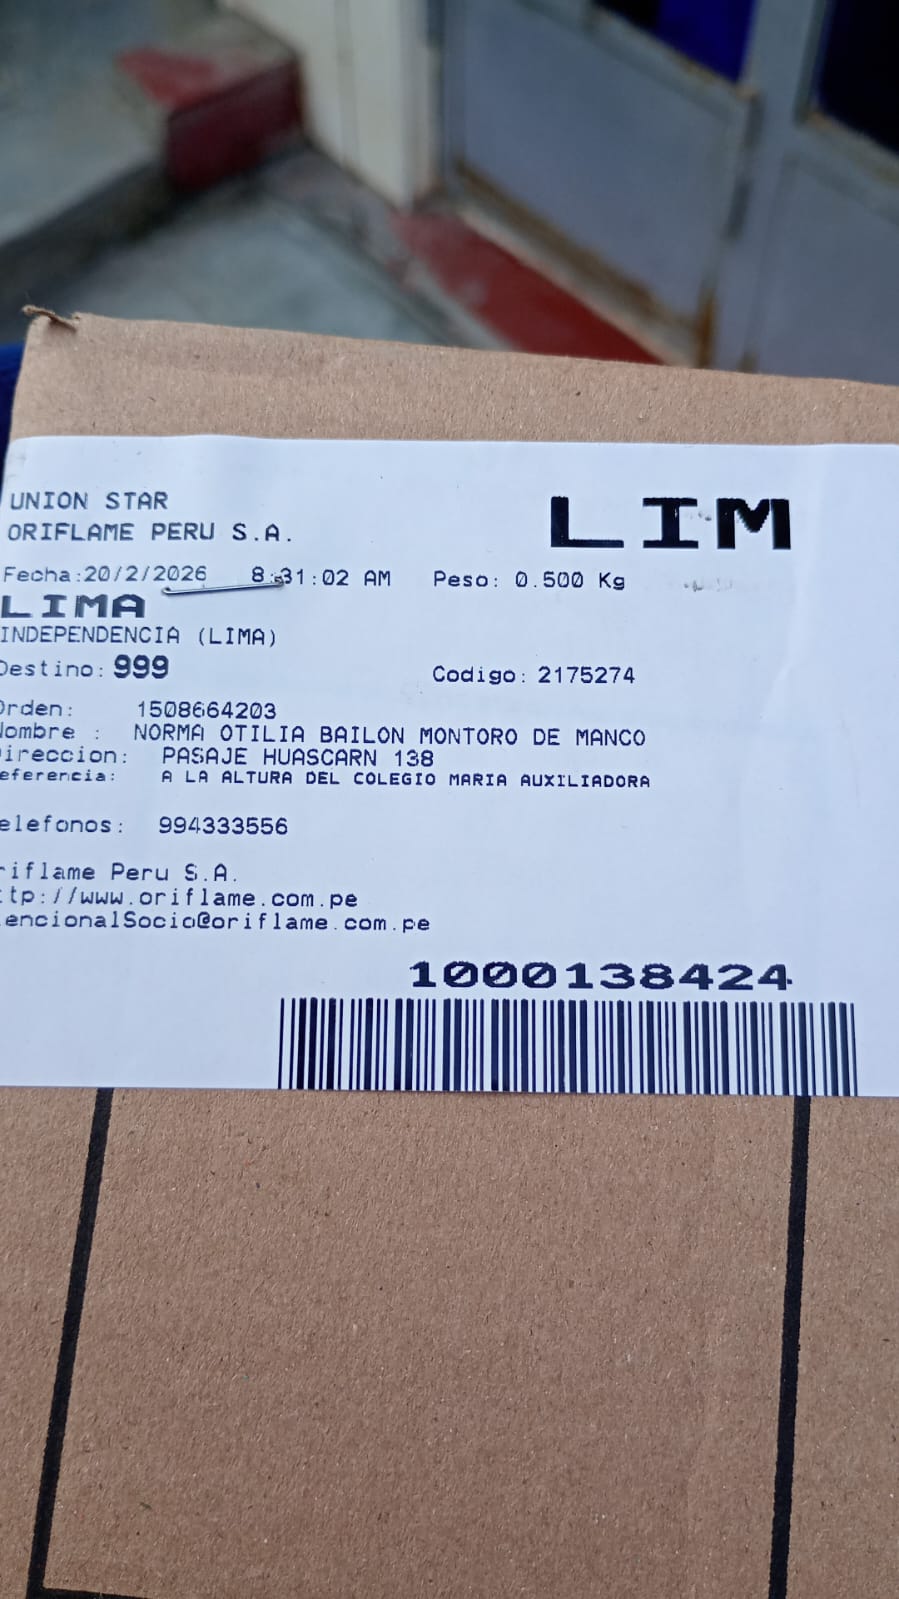 UNION STAR
LIM
ORIFLAME PERU S.A.
Fecha:20/2/2026 8:31:02 AM Peso: 0.500 Kg
LIMA
INDEPENDENCIA (LIMA)
Destino: 999 Codigo: 2175274
Orden: 1508664203
Nombre : NORMA OTILIA BAILON MONTORO DE MANCO
ireccion: PASAJE HUASCARN 138
eferencia: A LA ALTURA DEL COLEGIO MARIA AUXILIADORA
elefonos: 994333556
riflame Peru S.A.
tp://www.oriflame.com.pe
encionalSocio@oriflame.com.pe
1000138424